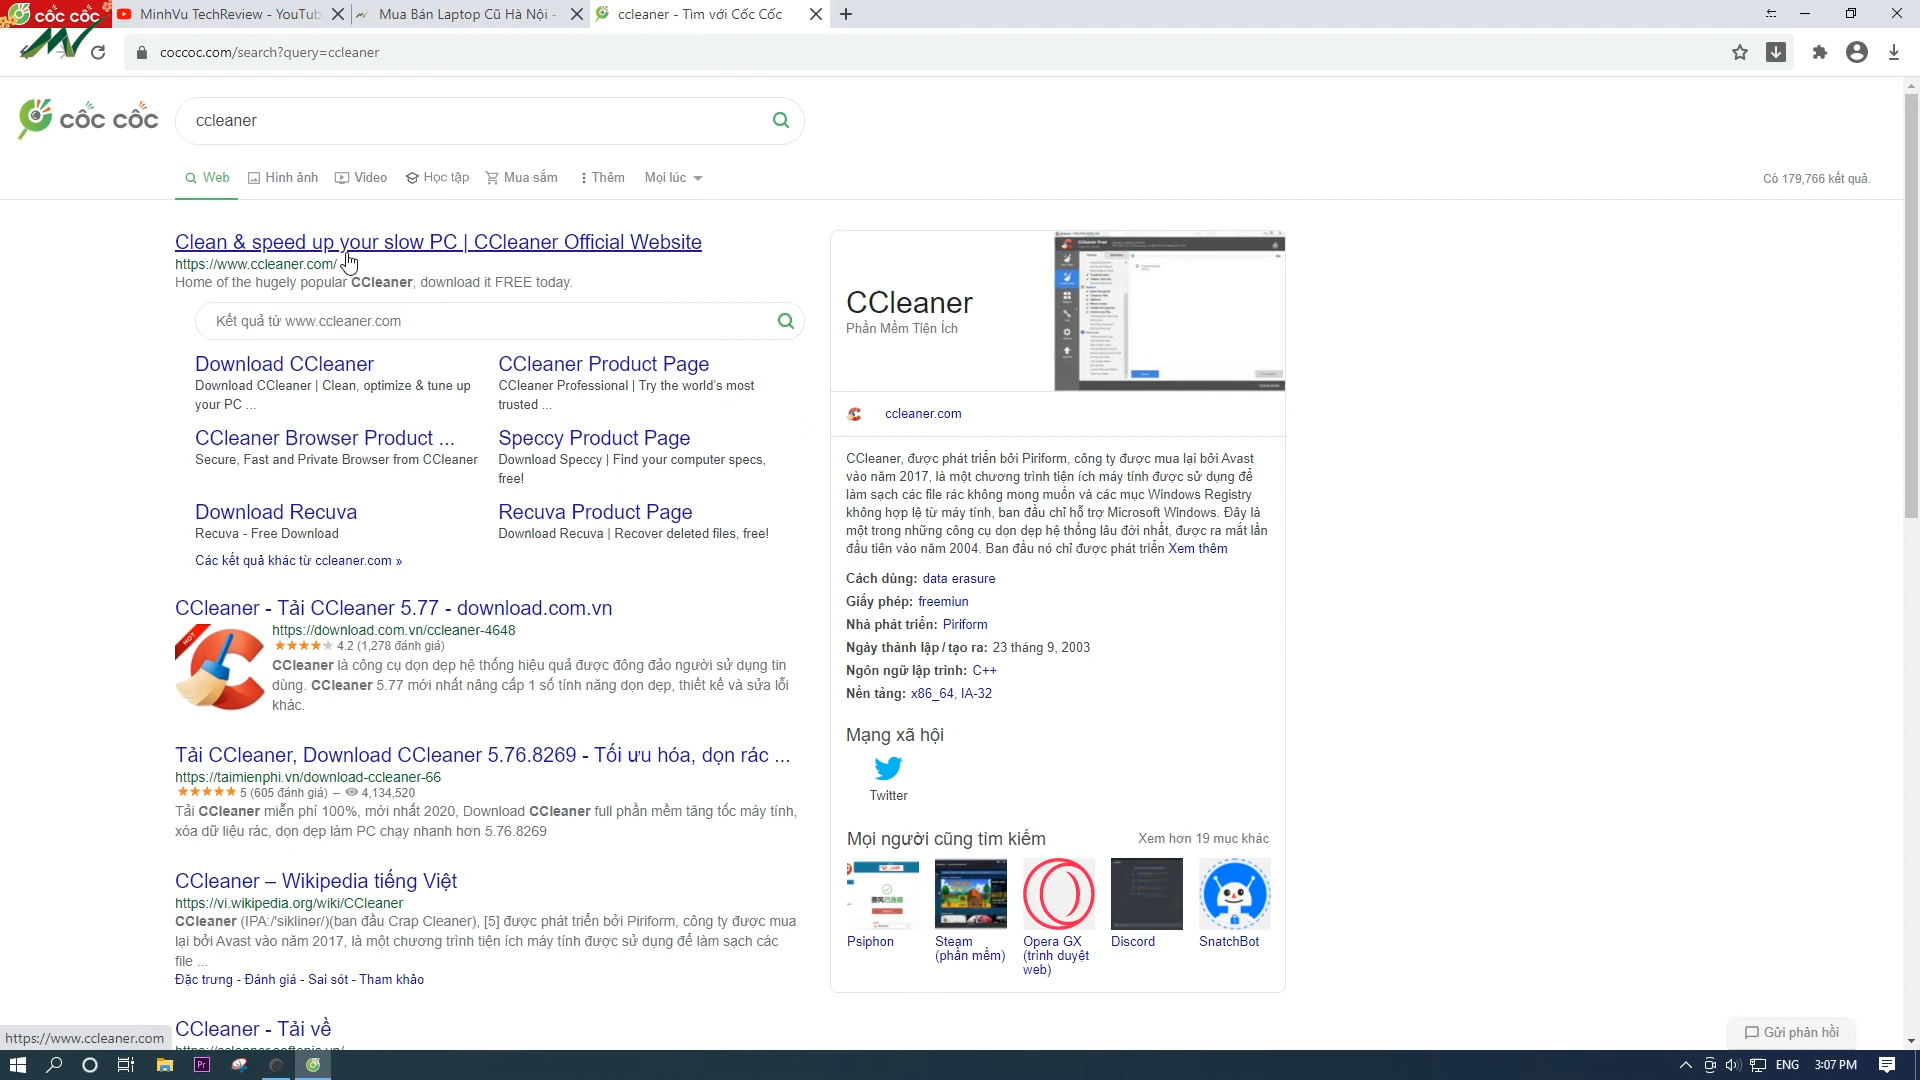 cốc cốc
MinhVu TechReview - YouTub
Mua Bán Laptop Cũ Hà Nội -
ccleaner - Tìm với Cốc Cốc
coccoc.com/search?query=ccleaner
cốc cốc
ccleaner
Web
Hình ảnh
Video
Học tập
Mua sắm
Thêm
Mọi lúc
Có 179,766 kết quả.
Clean & speed up your slow PC | CCleaner Official Website
https://www.ccleaner.com/
Home of the hugely popular CCleaner, download it FREE today.
Kết quả từ www.ccleaner.com
Download CCleaner
Download CCleaner | Clean, optimize & tune up
your PC ...
CCleaner Product Page
CCleaner Professional | Try the world's most
trusted ...
CCleaner Browser Product ...
Secure, Fast and Private Browser from CCleaner
Speccy Product Page
Download Speccy | Find your computer specs,
free!
Download Recuva
Recuva - Free Download
Recuva Product Page
Download Recuva | Recover deleted files, free!
Các kết quả khác từ ccleaner.com »
CCleaner - Tải CCleaner 5.77 - download.com.vn
HOT
https://download.com.vn/ccleaner-4648
4.2 (1,278 đánh giá)
CCleaner là công cụ dọn dẹp hệ thống hiệu quả được đông đảo người sử dụng tin
dùng. CCleaner 5.77 mới nhất nâng cấp 1 số tính năng dọn dẹp, thiết kế và sửa lỗi
khác.
Tải CCleaner, Download CCleaner 5.76.8269 - Tối ưu hóa, dọn rác ...
https://taimienphi.vn/download-ccleaner-66
5 (605 đánh giá) – 4,134,520
Tải CCleaner miễn phí 100%, mới nhất 2020, Download CCleaner full phần mềm tăng tốc máy tính,
xóa dữ liệu rác, dọn dẹp làm PC chạy nhanh hơn 5.76.8269
CCleaner – Wikipedia tiếng Việt
https://vi.wikipedia.org/wiki/CCleaner
CCleaner (IPA:/'siklinər/)(ban đầu Crap Cleaner), [5] được phát triển bởi Piriform, công ty được mua
lại bởi Avast vào năm 2017, là một chương trình tiện ích máy tính được sử dụng để làm sạch các
file ...
Đặc trưng - Đánh giá - Sai sót - Tham khảo
CCleaner - Tải về
CCleaner
Phần Mềm Tiện Ích
CCleaner Free
ccleaner.com
CCleaner, được phát triển bởi Piriform, công ty được mua lại bởi Avast
vào năm 2017, là một chương trình tiện ích máy tính được sử dụng để
làm sạch các file rác không mong muốn và các mục Windows Registry
không hợp lệ từ máy tính, ban đầu chỉ hỗ trợ Microsoft Windows. Đây là
một trong những công cụ dọn dẹp hệ thống lâu đời nhất, được ra mắt lần
đầu tiên vào năm 2004. Ban đầu nó chỉ được phát triển Xem thêm
Cách dùng: data erasure
Giấy phép: freemiun
Nhà phát triển: Piriform
Ngày thành lập / tạo ra: 23 tháng 9, 2003
Ngôn ngữ lập trình: C++
Nền tảng: x86_64, IA-32
Mạng xã hội
Twitter
Mọi người cũng tìm kiếm
Xem hơn 19 mục khác
Psiphon
Steam
(phần mềm)
Opera GX
(trình duyệt
web)
Discord
SnatchBot
Gửi phản hồi
https://www.ccleaner.com
Pr
ENG
3:07 PM